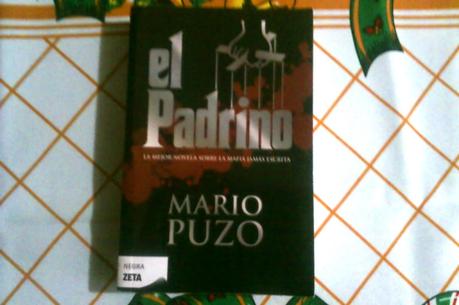 el
Padrino
LA MEJOR NOVELA SOBRE LA MAFIA JAMÁS ESCRITA
MARIO
PUZO
NEGRA
ZETA